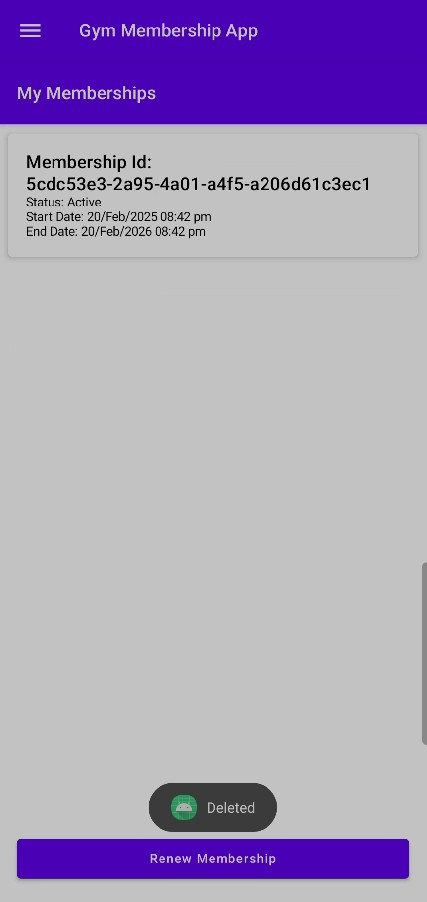 Gym Membership App
My Memberships
Membership Id:
5cdc53e3-2a95-4a01-a4f5-a206d61c3ec1
Status: Active
Start Date: 20/Feb/2025 08:42 pm
End Date: 20/Feb/2026 08:42 pm
Deleted
Renew Membership